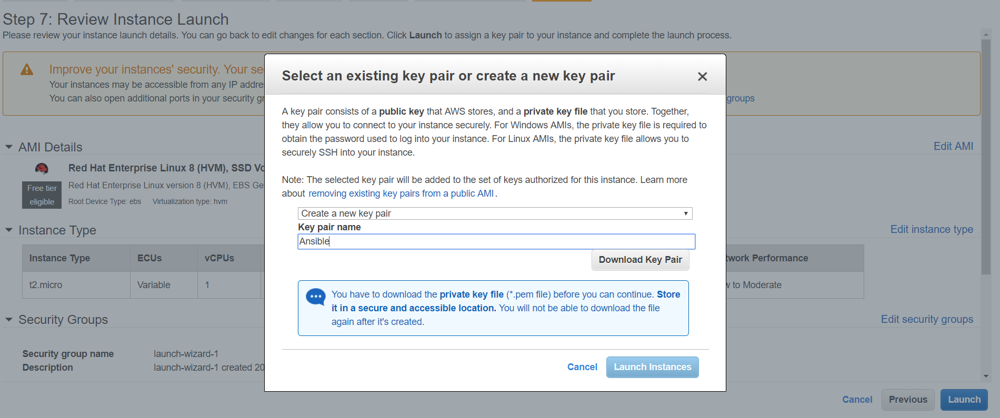 Step 7: Review Instance Launch
Please review your instance launch details. You can go back to edit changes for each section. Click Launch to assign a key pair to your instance and complete the launch process.
Improve your instances' security. Your se
Your instances may be accessible from any IP addre
You can also open additional ports in your security gr
groups
Select an existing key pair or create a new key pair
A key pair consists of a public key that AWS stores, and a private key file that you store. Together,
they allow you to connect to your instance securely. For Windows AMIs, the private key file is required to
obtain the password used to log into your instance. For Linux AMIs, the private key file allows you to
securely SSH into your instance.
Note: The selected key pair will be added to the set of keys authorized for this instance. Learn more
about removing existing key pairs from a public AMI.
Create a new key pair
Key pair name
Ansible
Download Key Pair
You have to download the private key file (*.pem file) before you can continue. Store
it in a secure and accessible location. You will not be able to download the file
again after it's created.
Cancel Launch Instances
AMI Details
Edit AMI
Red Hat Enterprise Linux 8 (HVM), SSD Vo
Free tier
eligible
Red Hat Enterprise Linux version 8 (HVM), EBS Ge
Root Device Type: ebs Virtualization type: hvm
Instance Type
Edit instance type
Instance Type ECUs vCPUs twork Performance
t2.micro Variable 1 w to Moderate
Security Groups
Edit security groups
Security group name launch-wizard-1
Description launch-wizard-1 created 20
Cancel Previous Launch